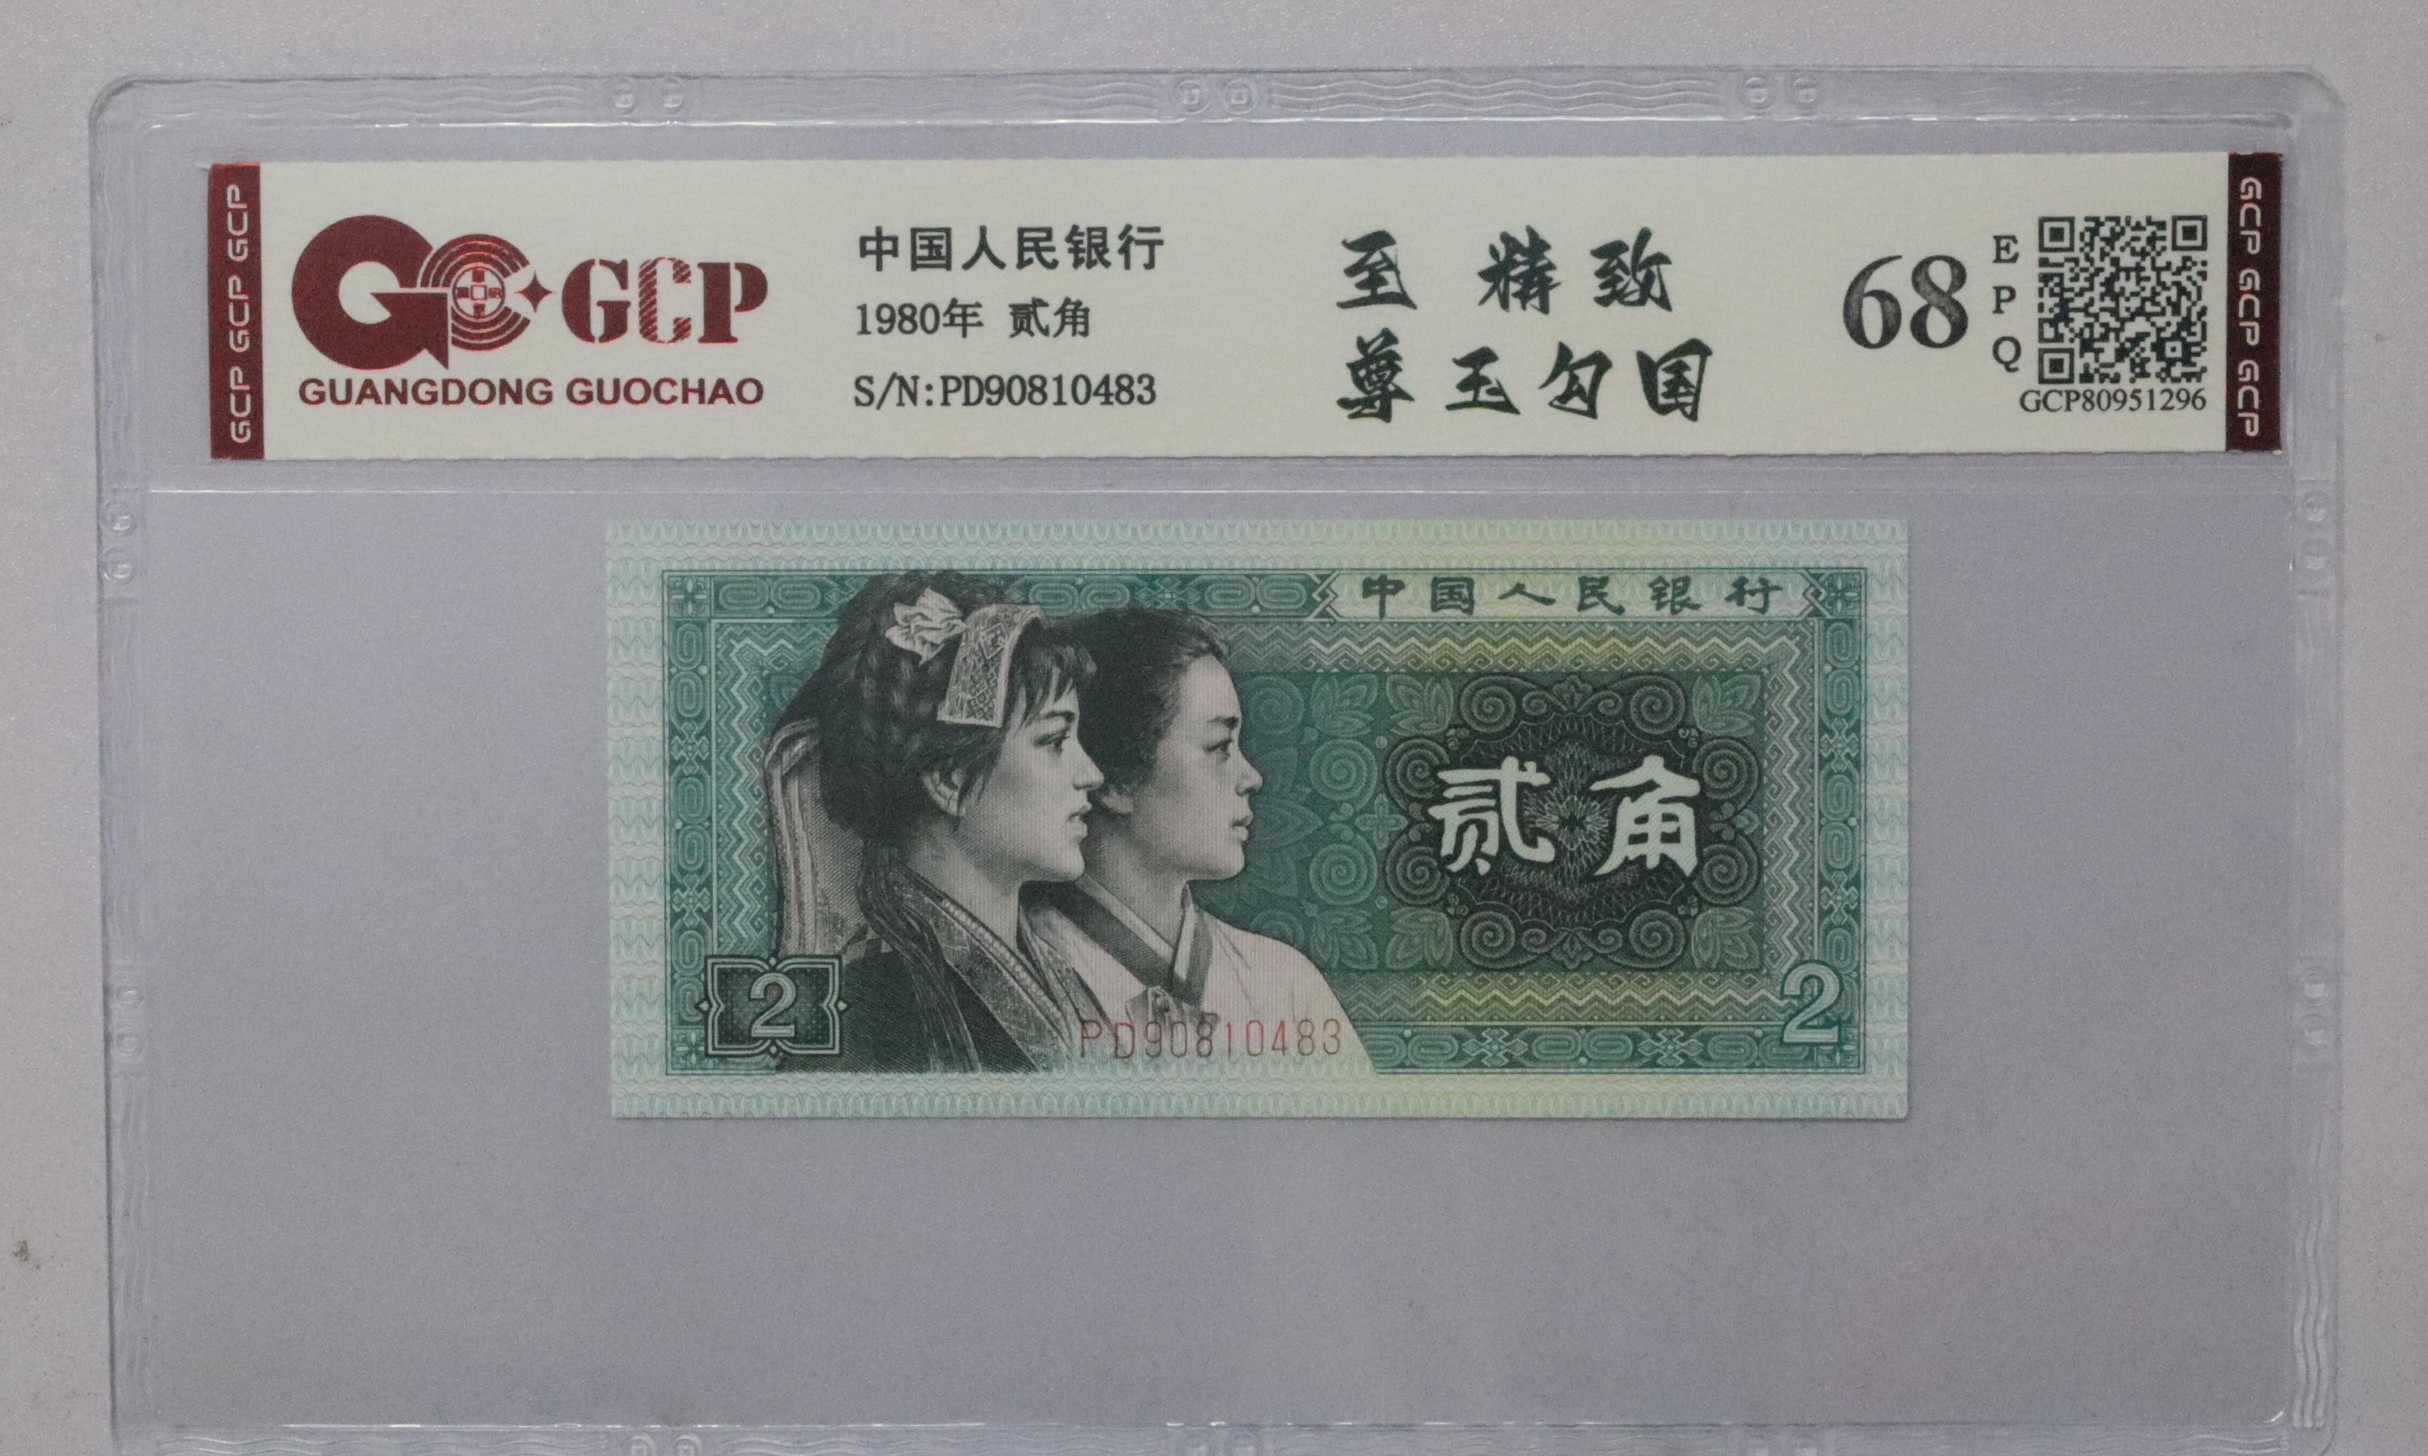 GCP GCP GCP
GCP
GUANGDONG GUOCHAO
中国人民银行
1980年 贰角
S/N:PD90810483
至 精 致
尊 玉 勾 国
68
E
P
Q
GCP80951296
GCP GCP GCP
中国人民银行
贰角
2
PD90810483
2